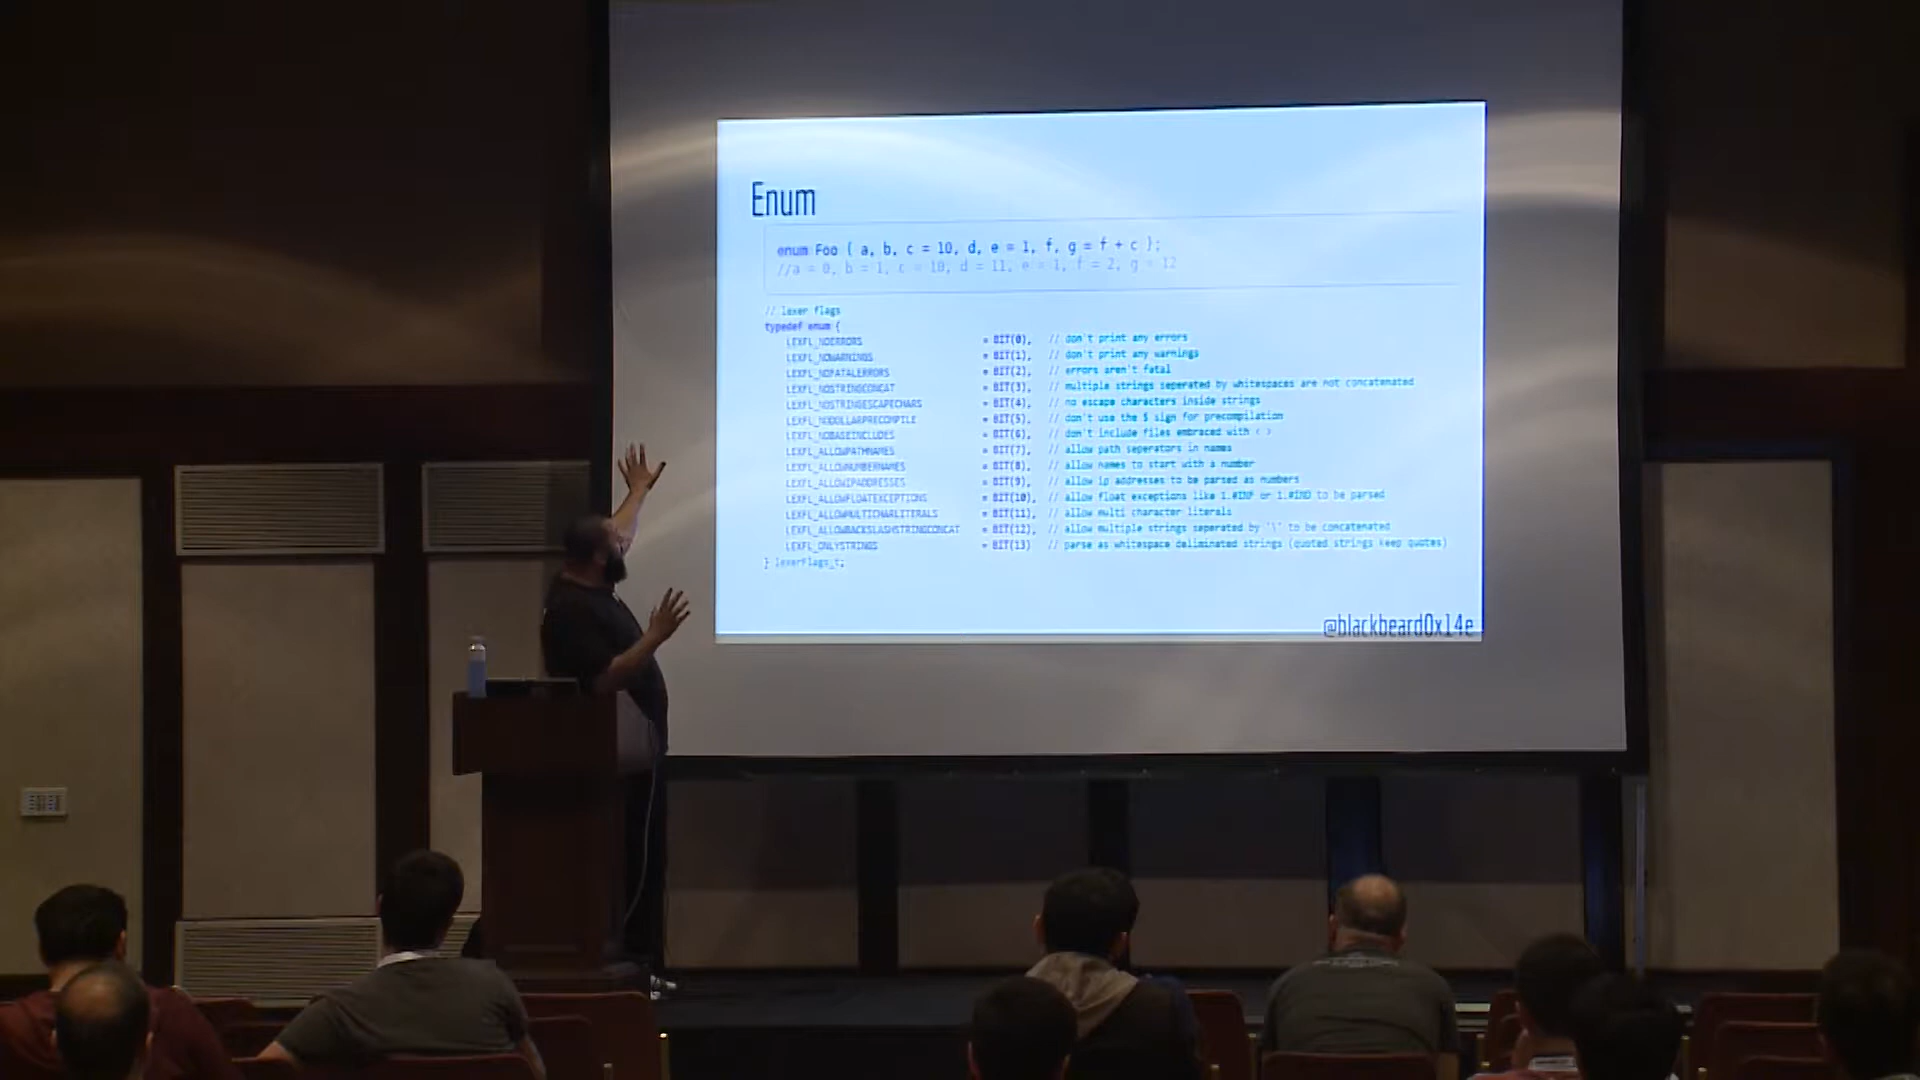 Enum
enum Foo { a, b, c = 10, d, e = 1, f, g = f + c };
//a = 0, b = 1, c = 10, d = 11, e = 1, f = 2, g = 12
// lexer flags
typedef enum {
LEXFL_NOERRORS = BIT(0), // don't print any errors
LEXFL_NOWARNINGS = BIT(1), // don't print any warnings
LEXFL_NOFATALERRORS = BIT(2), // errors aren't fatal
LEXFL_NOSTRINGCONCAT = BIT(3), // multiple strings seperated by whitespaces are not concatenated
LEXFL_NOSTRINGESCAPECHARS = BIT(4), // no escape characters inside strings
LEXFL_NODOLLARPRECOMPILE = BIT(5), // don't use the $ sign for precompilation
LEXFL_NOBASEINCLUDES = BIT(6), // don't include files embraced with < >
LEXFL_ALLOWPATHNAMES = BIT(7), // allow path seperators in names
LEXFL_ALLOWNUMBERNAMES = BIT(8), // allow names to start with a number
LEXFL_ALLOWIPADDRESSES = BIT(9), // allow ip addresses to be parsed as numbers
LEXFL_ALLOWFLOATEXCEPTIONS = BIT(10), // allow float exceptions like 1.#INF or 1.#IND to be parsed
LEXFL_ALLOWMULTICHARLITERALS = BIT(11), // allow multi character literals
LEXFL_ALLOWBACKSLASHSTRINGCONCAT = BIT(12), // allow multiple strings seperated by '\' to be concatenated
LEXFL_ONLYSTRINGS = BIT(13) // parse as whitespace deliminated strings (quoted strings keep quotes)
} lexerFlags_t;
@blackbeard0x14e